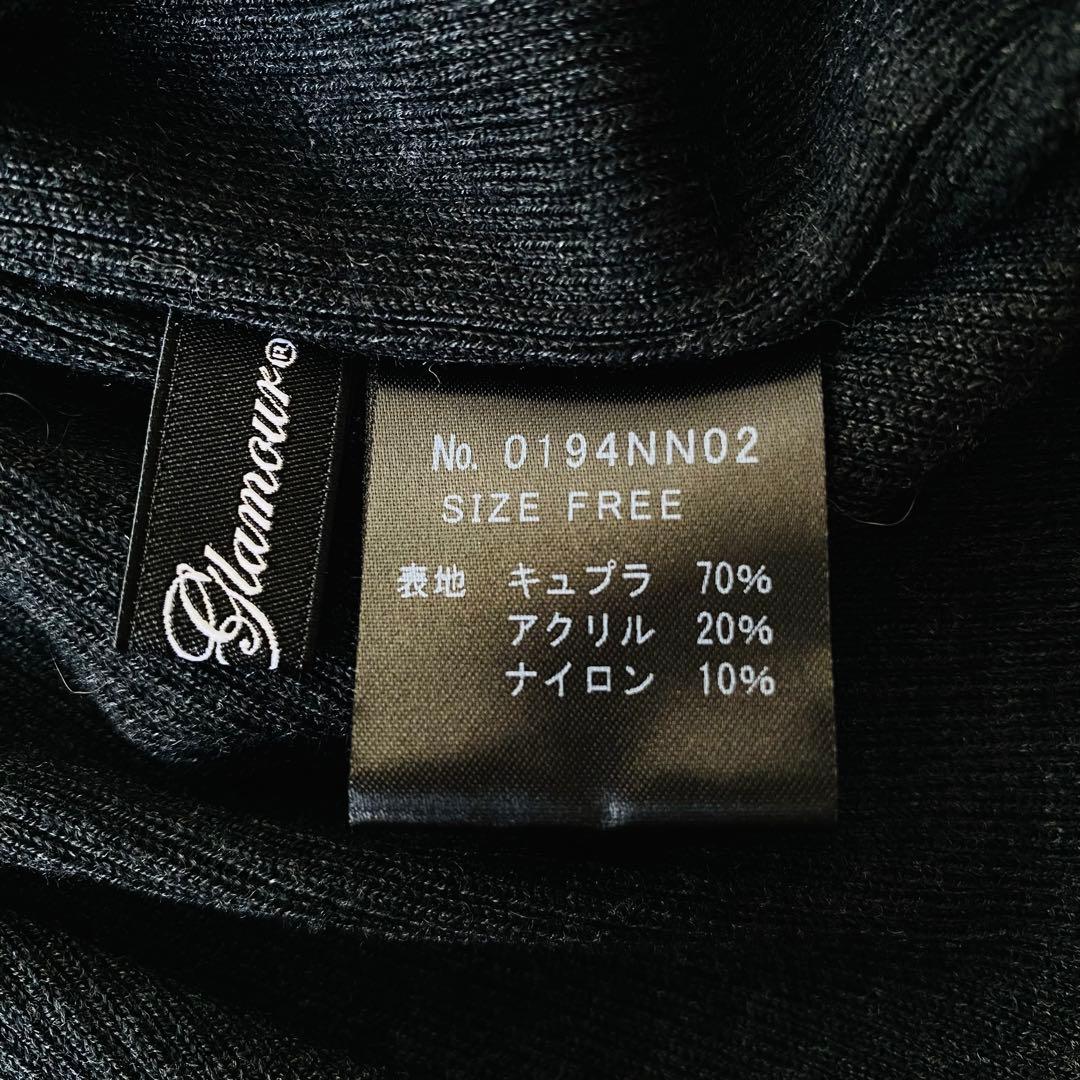 Glamour®
No. 0194NN02
SIZE FREE
表地 キュプラ 70%
アクリル 20%
ナイロン 10%